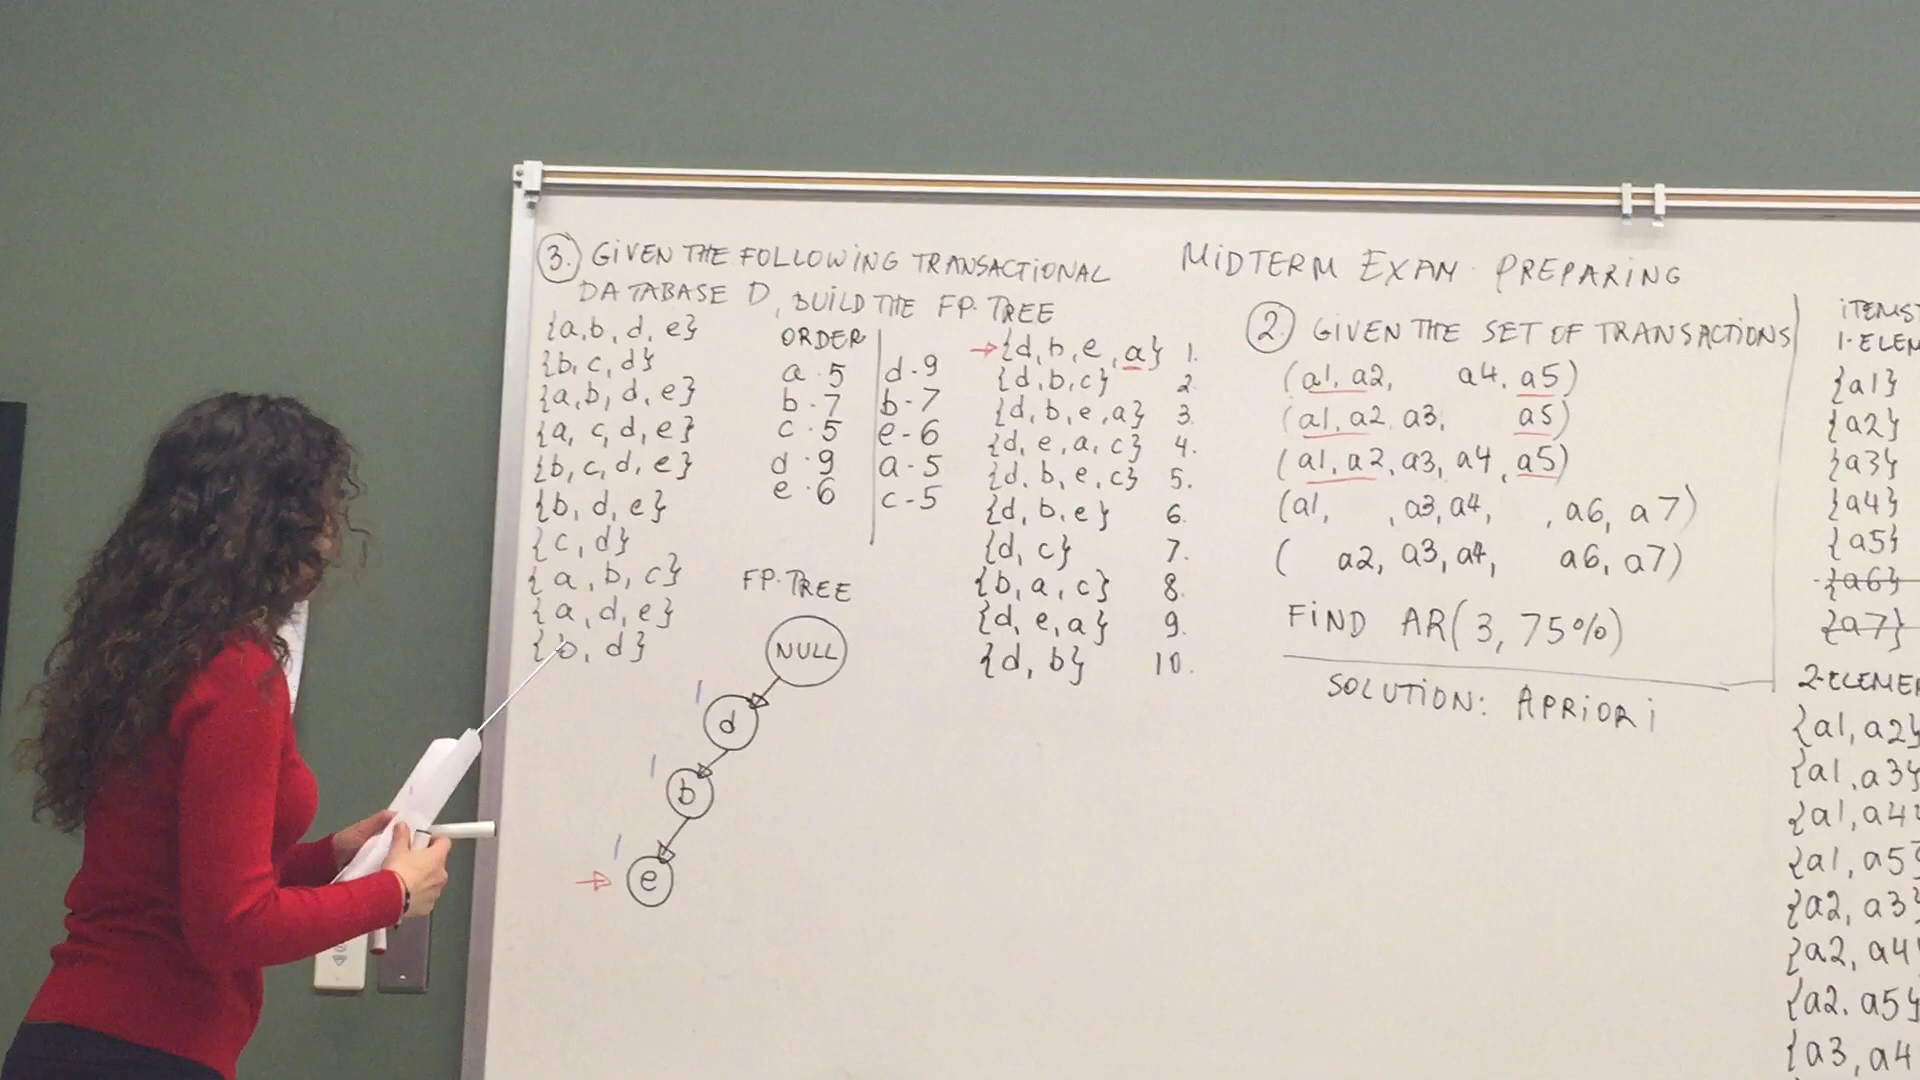 3. GIVEN THE FOLLOWING TRANSACTIONAL
DATABASE D, BUILD THE FP-TREE
{a,b,d,e}
{b,c,d}
{a,b,d,e}
{a,c,d,e}
{b,c,d,e}
{b,d,e}
{c,d}
{a,b,c}
{a,d,e}
{b,d}
ORDER
a-5
b-7
c-5
d-9
e-6
d-9
b-7
e-6
a-5
c-5
{d,b,e,a} 1.
{d,b,c} 2.
{d,b,e,a} 3.
{d,e,a,c} 4.
{d,b,e,c} 5.
{d,b,e} 6.
{d,c} 7.
{b,a,c} 8.
{d,e,a} 9.
{d,b} 10.
FP-TREE
NULL
1
d
1
b
1
e
MIDTERM EXAM PREPARING
2. GIVEN THE SET OF TRANSACTIONS
(a1, a2, a4, a5)
(a1, a2, a3, a5)
(a1, a2, a3, a4, a5)
(a1, , a3, a4, , a6, a7)
( a2, a3, a4, a6, a7)
FIND AR(3, 75%)
SOLUTION: APRIORI
{a1}
{a2}
{a3}
{a4}
{a5}
{a6}
{a7}
{a1, a2}
{a1, a3}
{a1, a4
{a1, a5
{a2, a3}
{a2, a4
{a2, a5}
{a3, a4